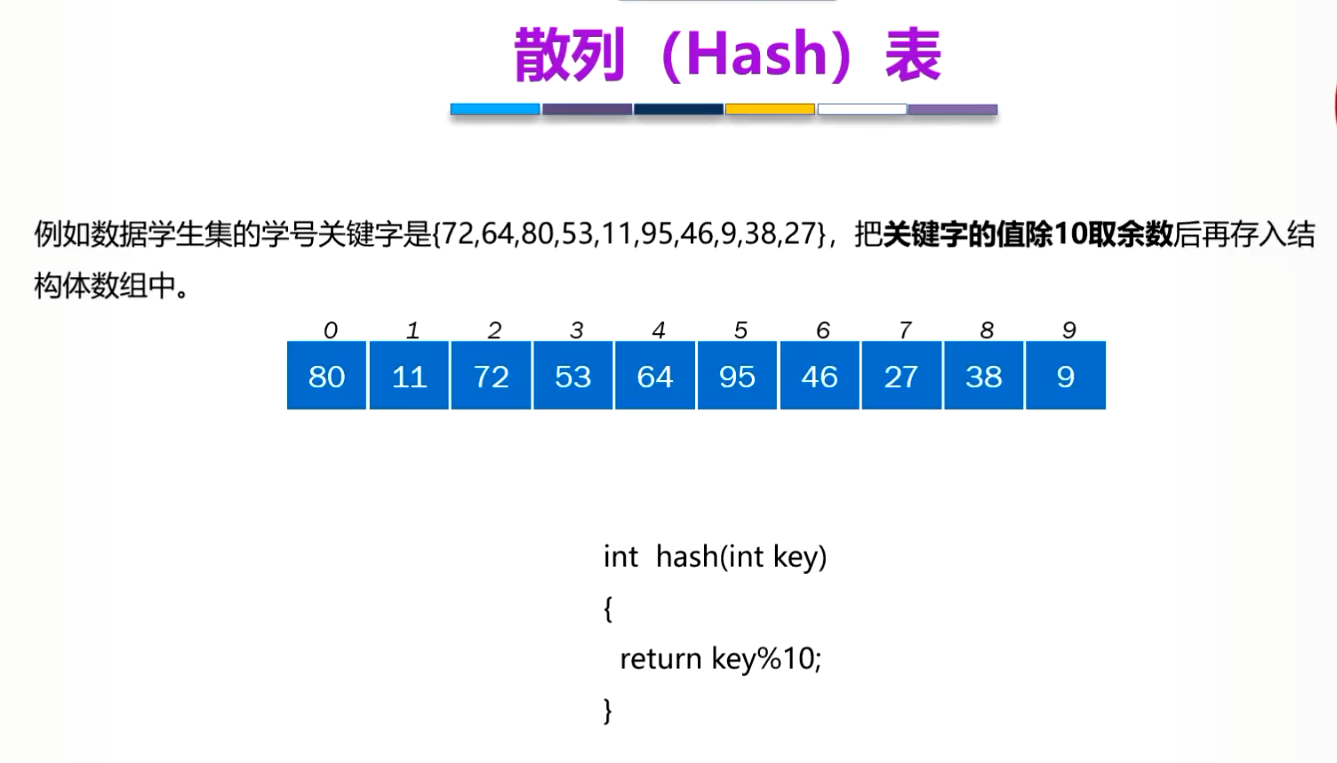 散列（Hash）表
例如数据学生集的学号关键字是{72,64,80,53,11,95,46,9,38,27}，把关键字的值除10取余数后再存入结
构体数组中。
0 1 2 3 4 5 6 7 8 9
80 11 72 53 64 95 46 27 38 9
int hash(int key)
{
return key%10;
}